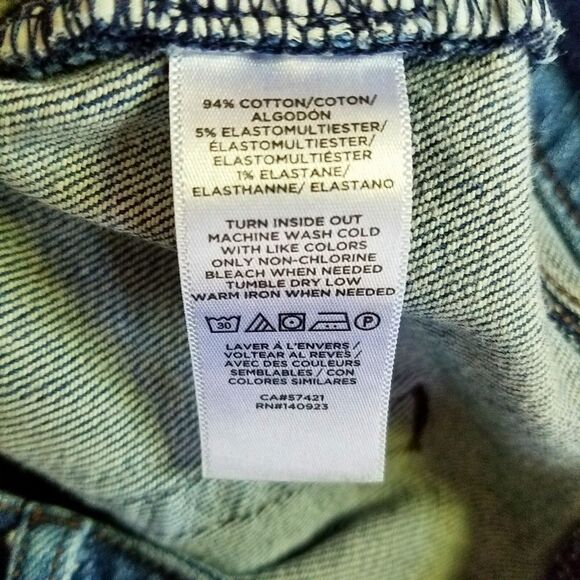 94% COTTON/COTON/
ALGODÓN
5% ELASTOMULTIESTER/
ÉLASTOMULTIESTER/
ELASTOMULTIÉSTER
1% ELASTANE/
ELASTHANNE/ ELASTANO
TURN INSIDE OUT
MACHINE WASH COLD
WITH LIKE COLORS
ONLY NON-CHLORINE
BLEACH WHEN NEEDED
TUMBLE DRY LOW
WARM IRON WHEN NEEDED
30 P
LAVER À L'ENVERS /
VOLTEAR AL REVÉS /
AVEC DES COULEURS
SEMBLABLES / CON
COLORES SIMILARES
CA#57421
RN#140923